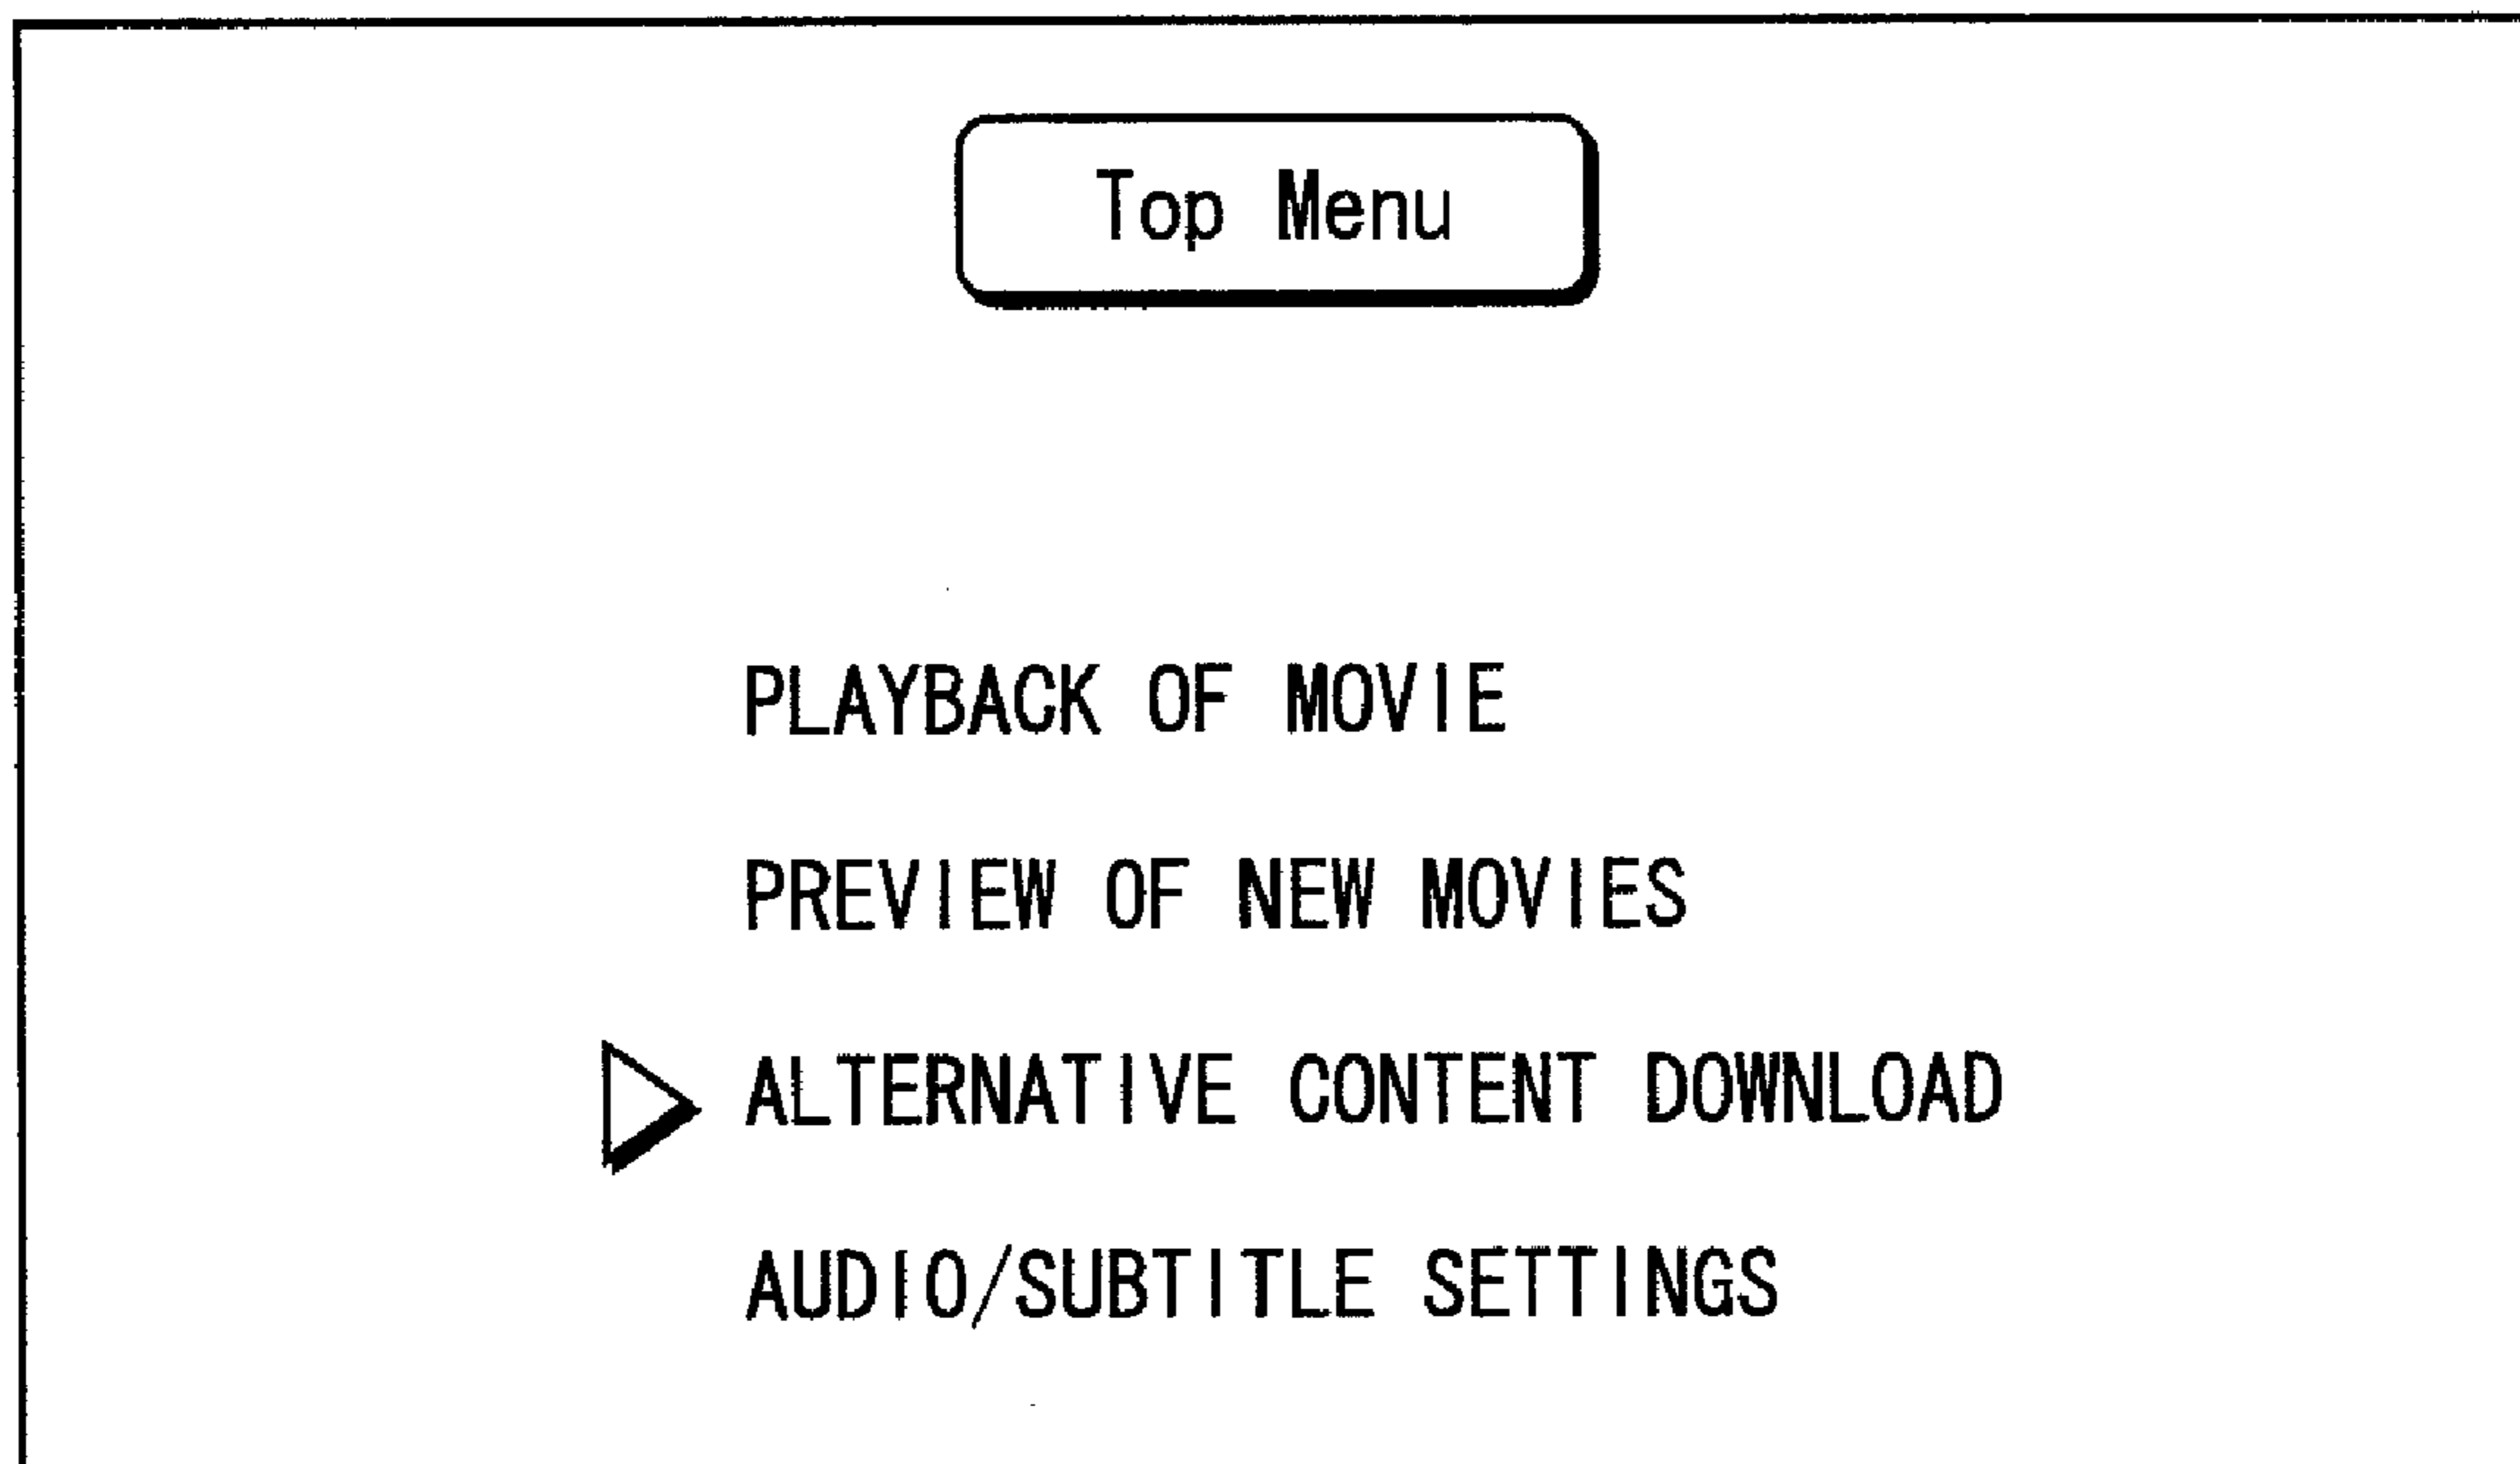 Top Menu
PLAYBACK OF MOVIE
PREVIEW OF NEW MOVIES
ALTERNATIVE CONTENT DOWNLOAD
AUDIO/SUBTITLE SETTINGS